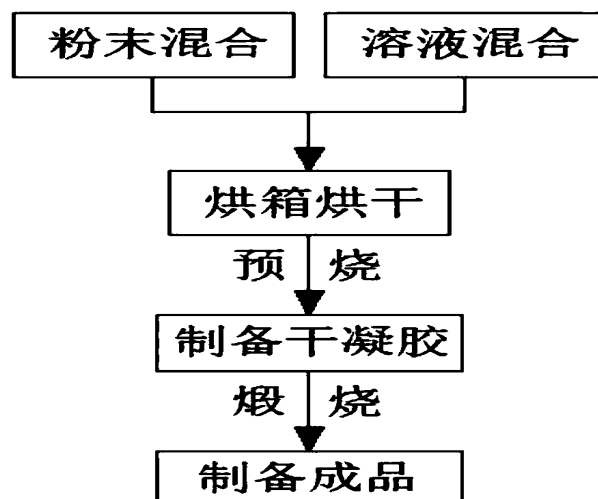 粉末混合 溶液混合
烘箱烘干
预烧
制备干凝胶
煅烧
制备成品